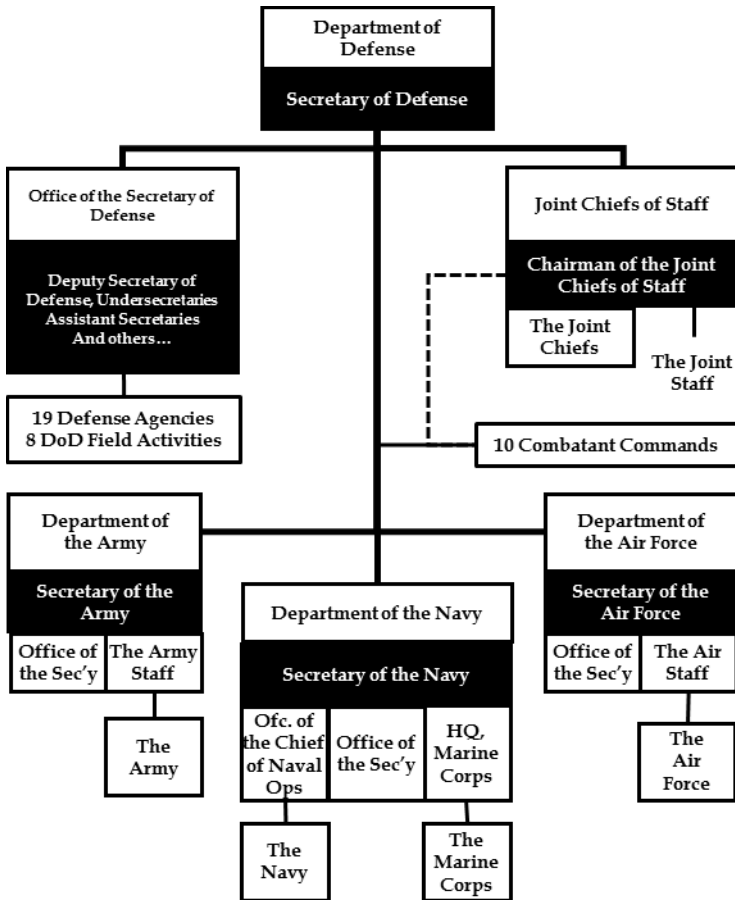 Department of
Defense
Secretary of Defense
Office of the Secretary of
Defense
Deputy Secretary of
Defense, Undersecretaries
Assistant Secretaries
And others…
19 Defense Agencies
8 DoD Field Activities
Joint Chiefs of Staff
Chairman of the Joint
Chiefs of Staff
The Joint
Chiefs
The Joint
Staff
10 Combatant Commands
Department of
the Army
Secretary of the
Army
Office of
the Sec'y
The Army
Staff
The
Army
Department of the Navy
Secretary of the Navy
Ofc. of
the Chief
of Naval
Ops
Office of
the Sec'y
HQ,
Marine
Corps
The
Navy
The
Marine
Corps
Department of
the Air Force
Secretary of the
Air Force
Office of
the Sec'y
The Air
Staff
The
Air
Force